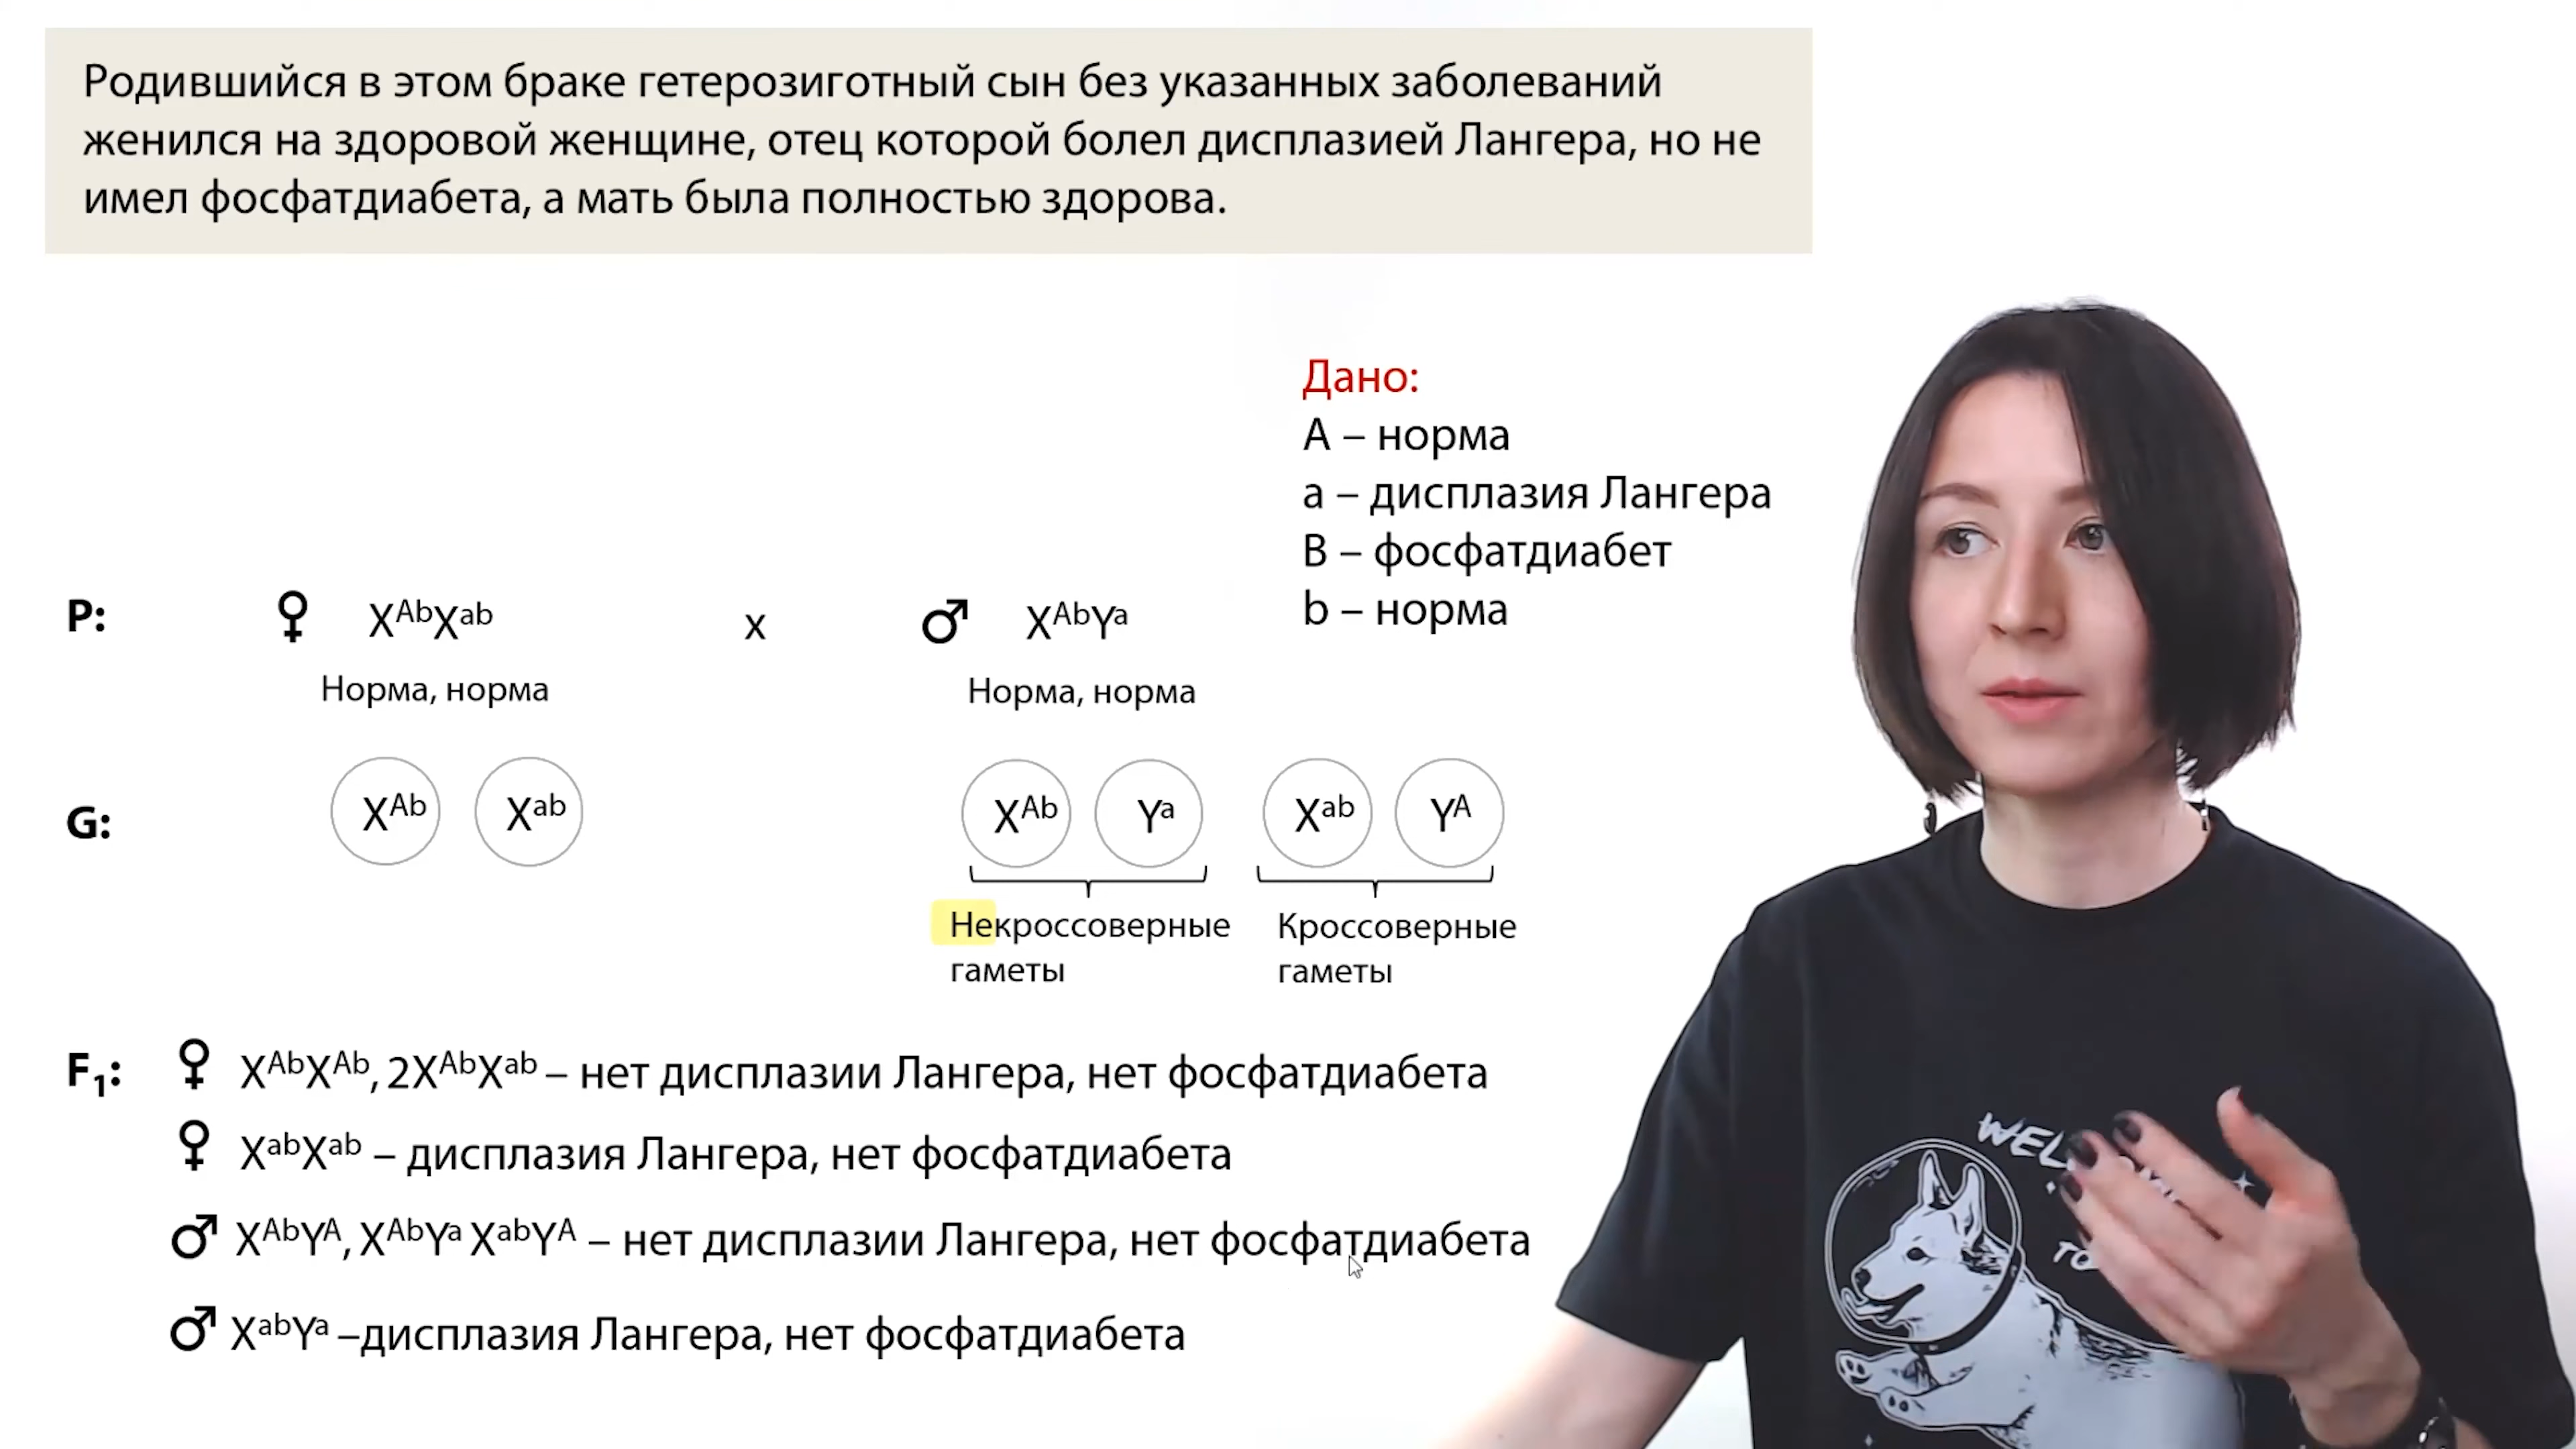 Родившийся в этом браке гетерозиготный сын без указанных заболеваний
женился на здоровой женщине, отец которой болел дисплазией Лангера, но не
имел фосфатдиабета, а мать была полностью здорова.
Дано:
A – норма
a – дисплазия Лангера
B – фосфатдиабет
b – норма
P: ♀ XᴬᵇXᵃᵇ x ♂ XᴬᵇYᵃ
Норма, норма Норма, норма
G: Xᴬᵇ Xᵃᵇ Xᴬᵇ Yᵃ Xᵃᵇ Yᴬ
Некроссоверные Кроссоверные
гаметы гаметы
F₁: ♀ XᴬᵇXᴬᵇ, 2XᴬᵇXᵃᵇ – нет дисплазии Лангера, нет фосфатдиабета
♀ XᵃᵇXᵃᵇ – дисплазия Лангера, нет фосфатдиабета
♂ XᴬᵇYᴬ, XᴬᵇYᵃ XᵃᵇYᴬ – нет дисплазии Лангера, нет фосфатдиабета
♂ XᵃᵇYᵃ –дисплазия Лангера, нет фосфатдиабета